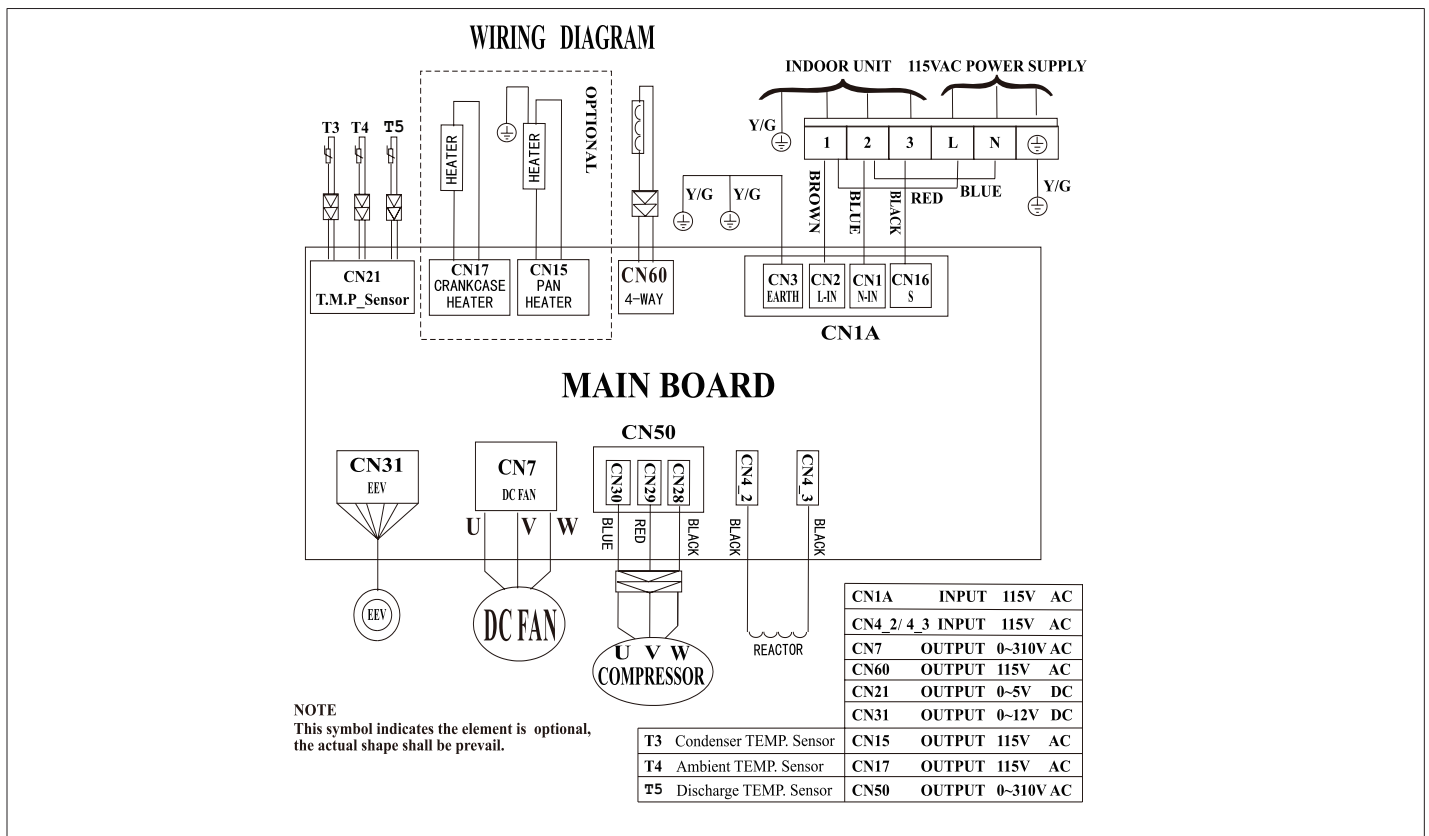 WIRING DIAGRAM
INDOOR UNIT 115VAC POWER SUPPLY
T3 T4 T5
HEATER
HEATER
OPTIONAL
Y/G
1 2 3 L N
Y/G Y/G
BROWN
BLUE
BLACK
RED
BLUE
Y/G
CN21
T.M.P_Sensor
CN17
CRANKCASE
HEATER
CN15
PAN
HEATER
CN60
4-WAY
CN3
EARTH
CN2
L-IN
CN1
N-IN
CN16
S
CN1A
MAIN BOARD
CN31
EEV
CN7
DC FAN
CN50
CN30
CN29
CN28
CN4_2
CN4_3
U V W
BLUE
RED
BLACK
BLACK
BLACK
EEV
DC FAN
U V W
COMPRESSOR
REACTOR
CN1A INPUT 115V AC
CN4_2/ 4_3 INPUT 115V AC
CN7 OUTPUT 0~310V AC
CN60 OUTPUT 115V AC
CN21 OUTPUT 0~5V DC
CN31 OUTPUT 0~12V DC
T3 Condenser TEMP. Sensor CN15 OUTPUT 115V AC
T4 Ambient TEMP. Sensor CN17 OUTPUT 115V AC
T5 Discharge TEMP. Sensor CN50 OUTPUT 0~310V AC
NOTE
This symbol indicates the element is optional,
the actual shape shall be prevail.